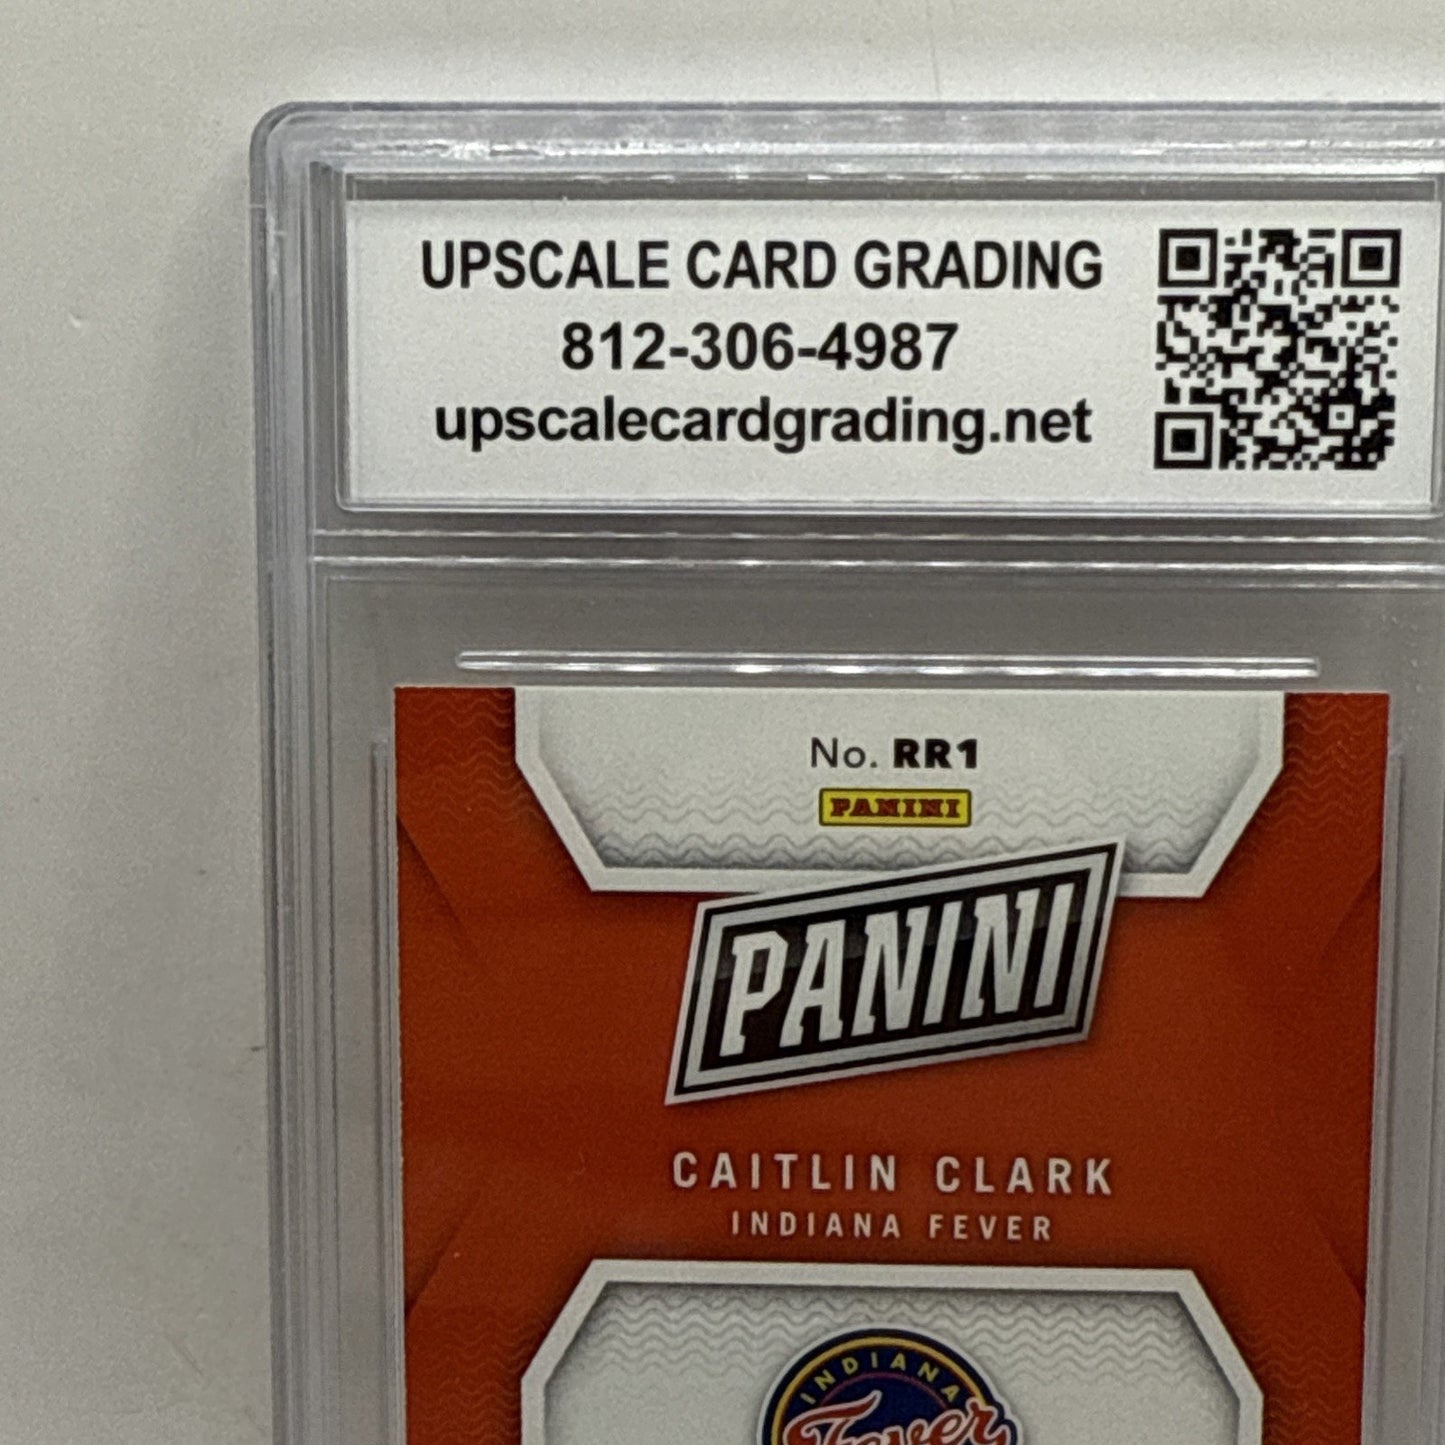 UPSCALE CARD GRADING
812-306-4987
upscalecardgrading.net
No. RR1
PANINI
PANINI
CAITLIN CLARK
INDIANA FEVER
INDIANA
Fever